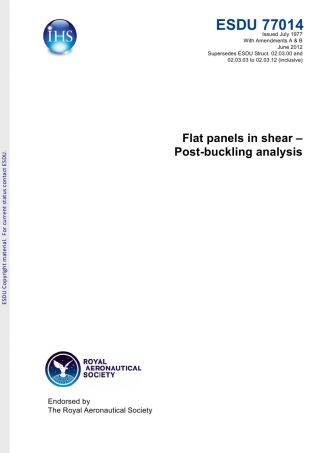 IHS
ESDU 77014
Issued July 1977
With Amendments A & B
June 2012
Supersedes ESDU Struct. 02.03.00 and
02.03.03 to 02.03.12 (inclusive)
Flat panels in shear –
Post-buckling analysis
ESDU Copyright material. For current status contact ESDU.
ROYAL
AERONAUTICAL
SOCIETY
Endorsed by
The Royal Aeronautical Society